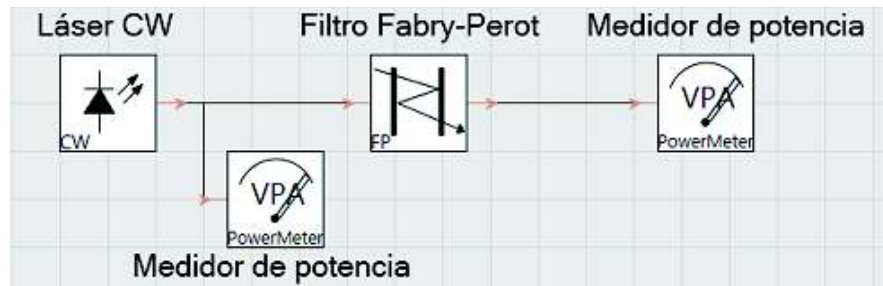 Láser CW
Filtro Fabry-Perot
Medidor de potencia
CW
FP
VPA
PowerMeter
VPA
PowerMeter
Medidor de potencia